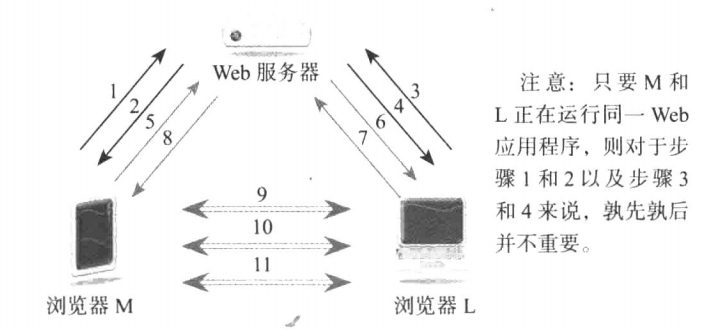 Web 服务器
1
2
5
8
3
4
6
7
9
10
11
浏览器 M
浏览器 L
注意：只要 M 和
L 正在运行同一 Web
应用程序，则对于步
骤 1 和 2 以及步骤 3
和 4 来说，孰先孰后
并不重要。